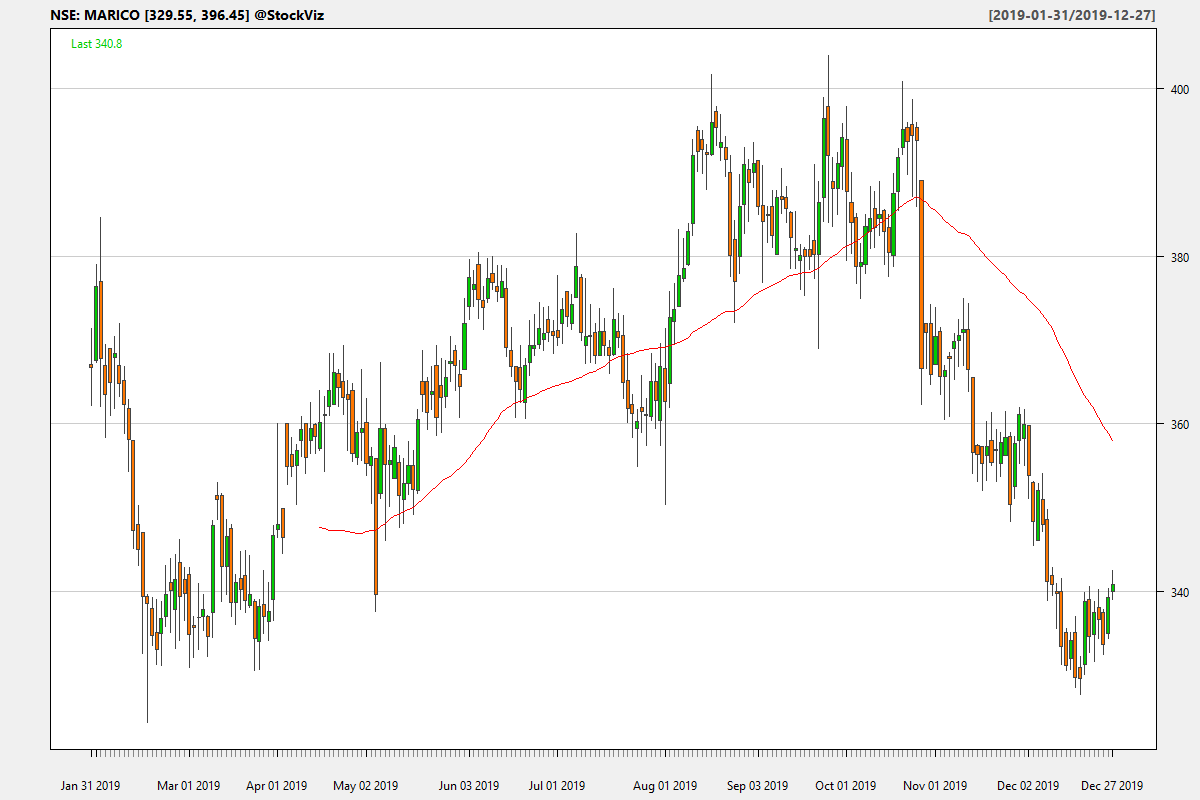 NSE: MARICO [329.55, 396.45] @StockViz
[2019-01-31/2019-12-27]
Last 340.8
400
380
360
340
Jan 31 2019
Mar 01 2019
Apr 01 2019
May 02 2019
Jun 03 2019
Jul 01 2019
Aug 01 2019
Sep 03 2019
Oct 01 2019
Nov 01 2019
Dec 02 2019
Dec 27 2019